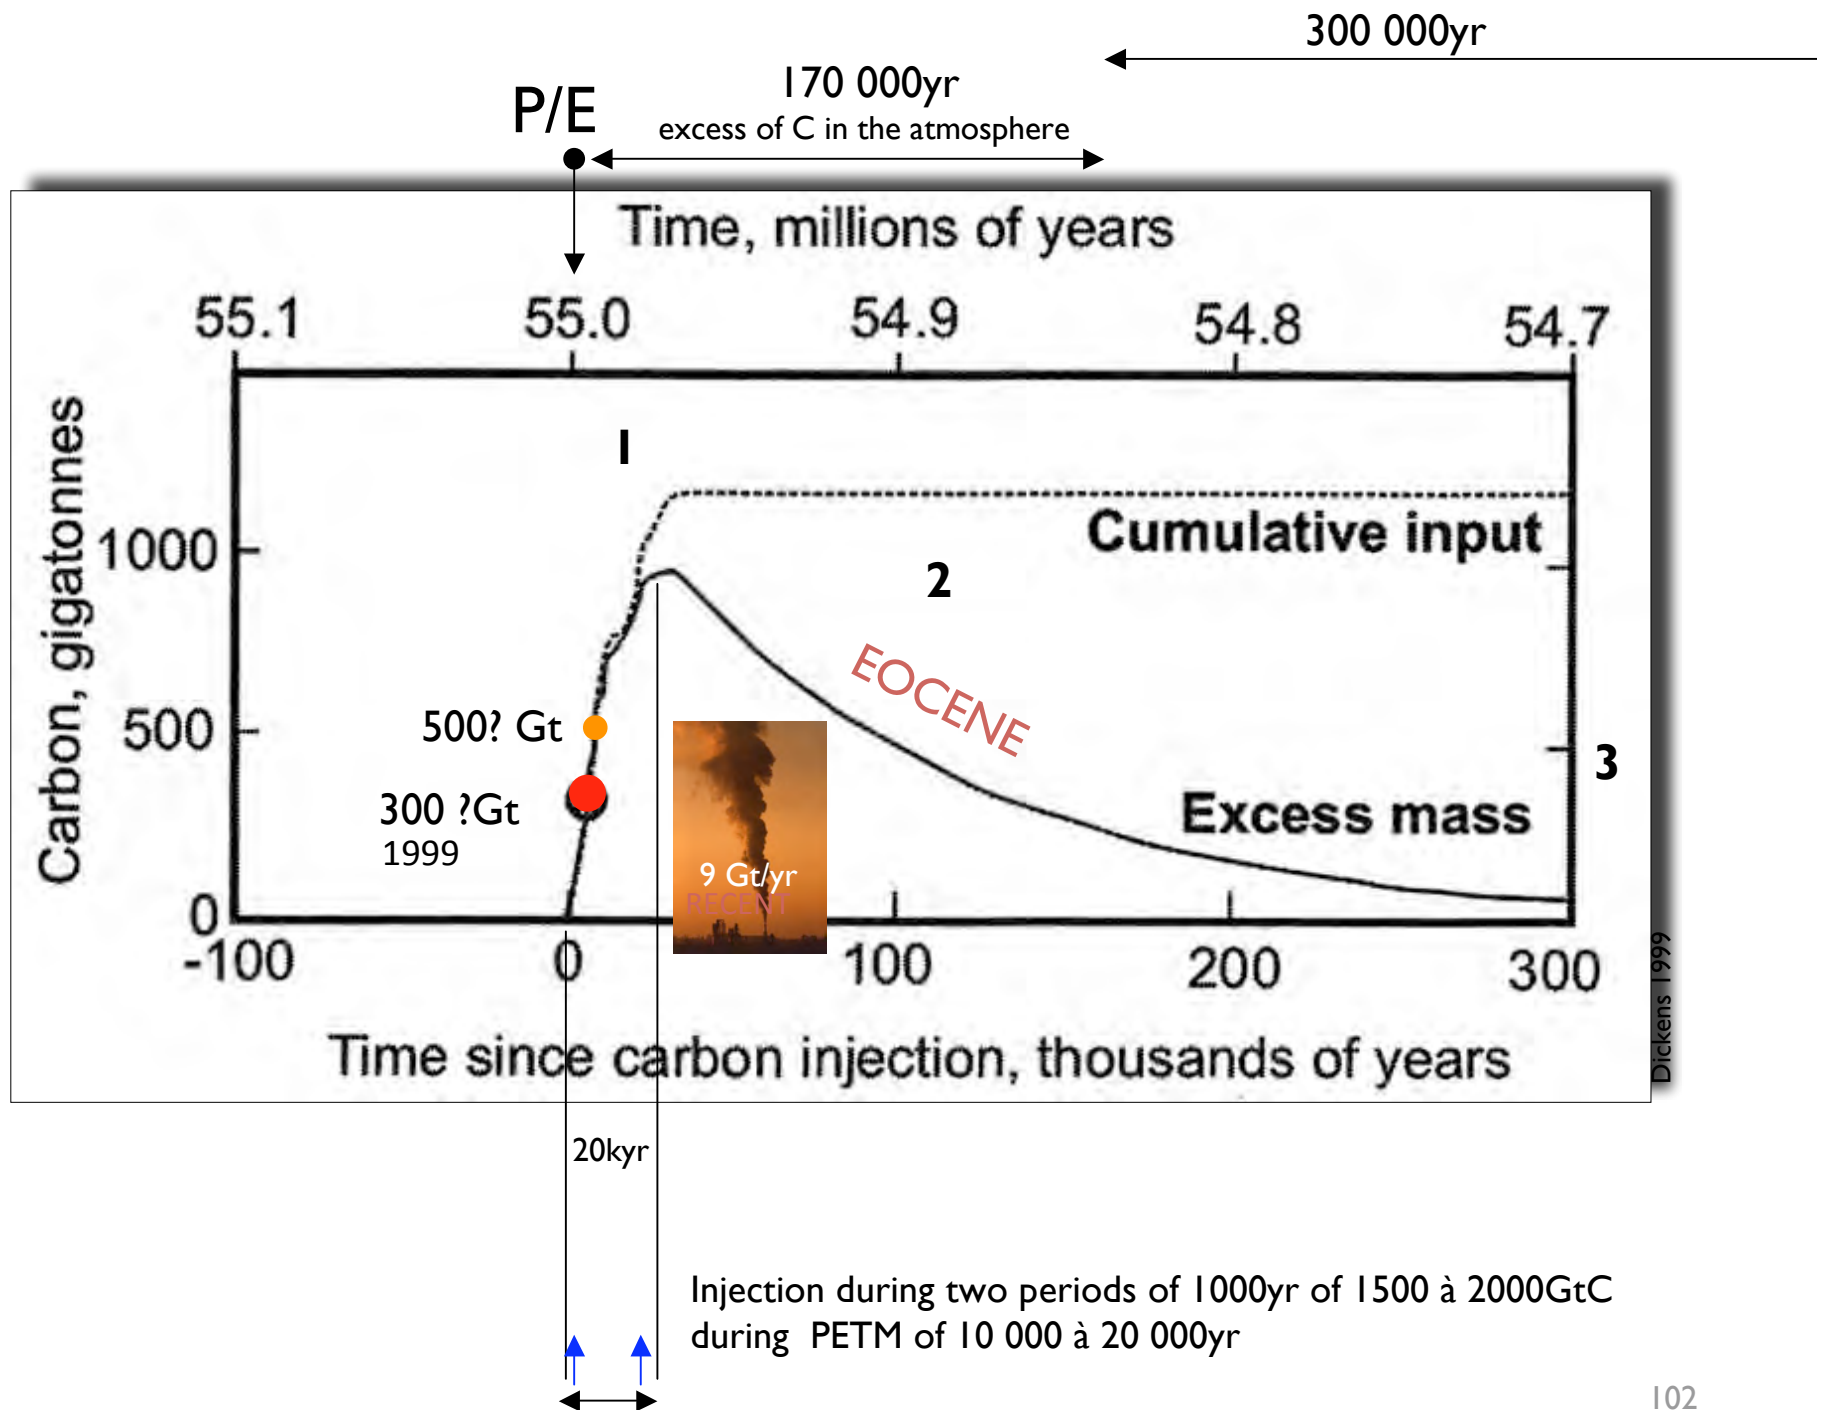 300 000yr
170 000yr
P/E
excess of C in the atmosphere
Time, millions of years
55.1 55.0 54.9 54.8 54.7
1
Cumulative input
1000
2
EOCENE
500
500? Gt
3
300 ?Gt
1999
Excess mass
9 Gt/yr
RECENT
0
Carbon, gigatonnes
-100 0 100 200 300
Dickens 1999
Time since carbon injection, thousands of years
20kyr
Injection during two periods of 1000yr of 1500 à 2000GtC
during PETM of 10 000 à 20 000yr
102